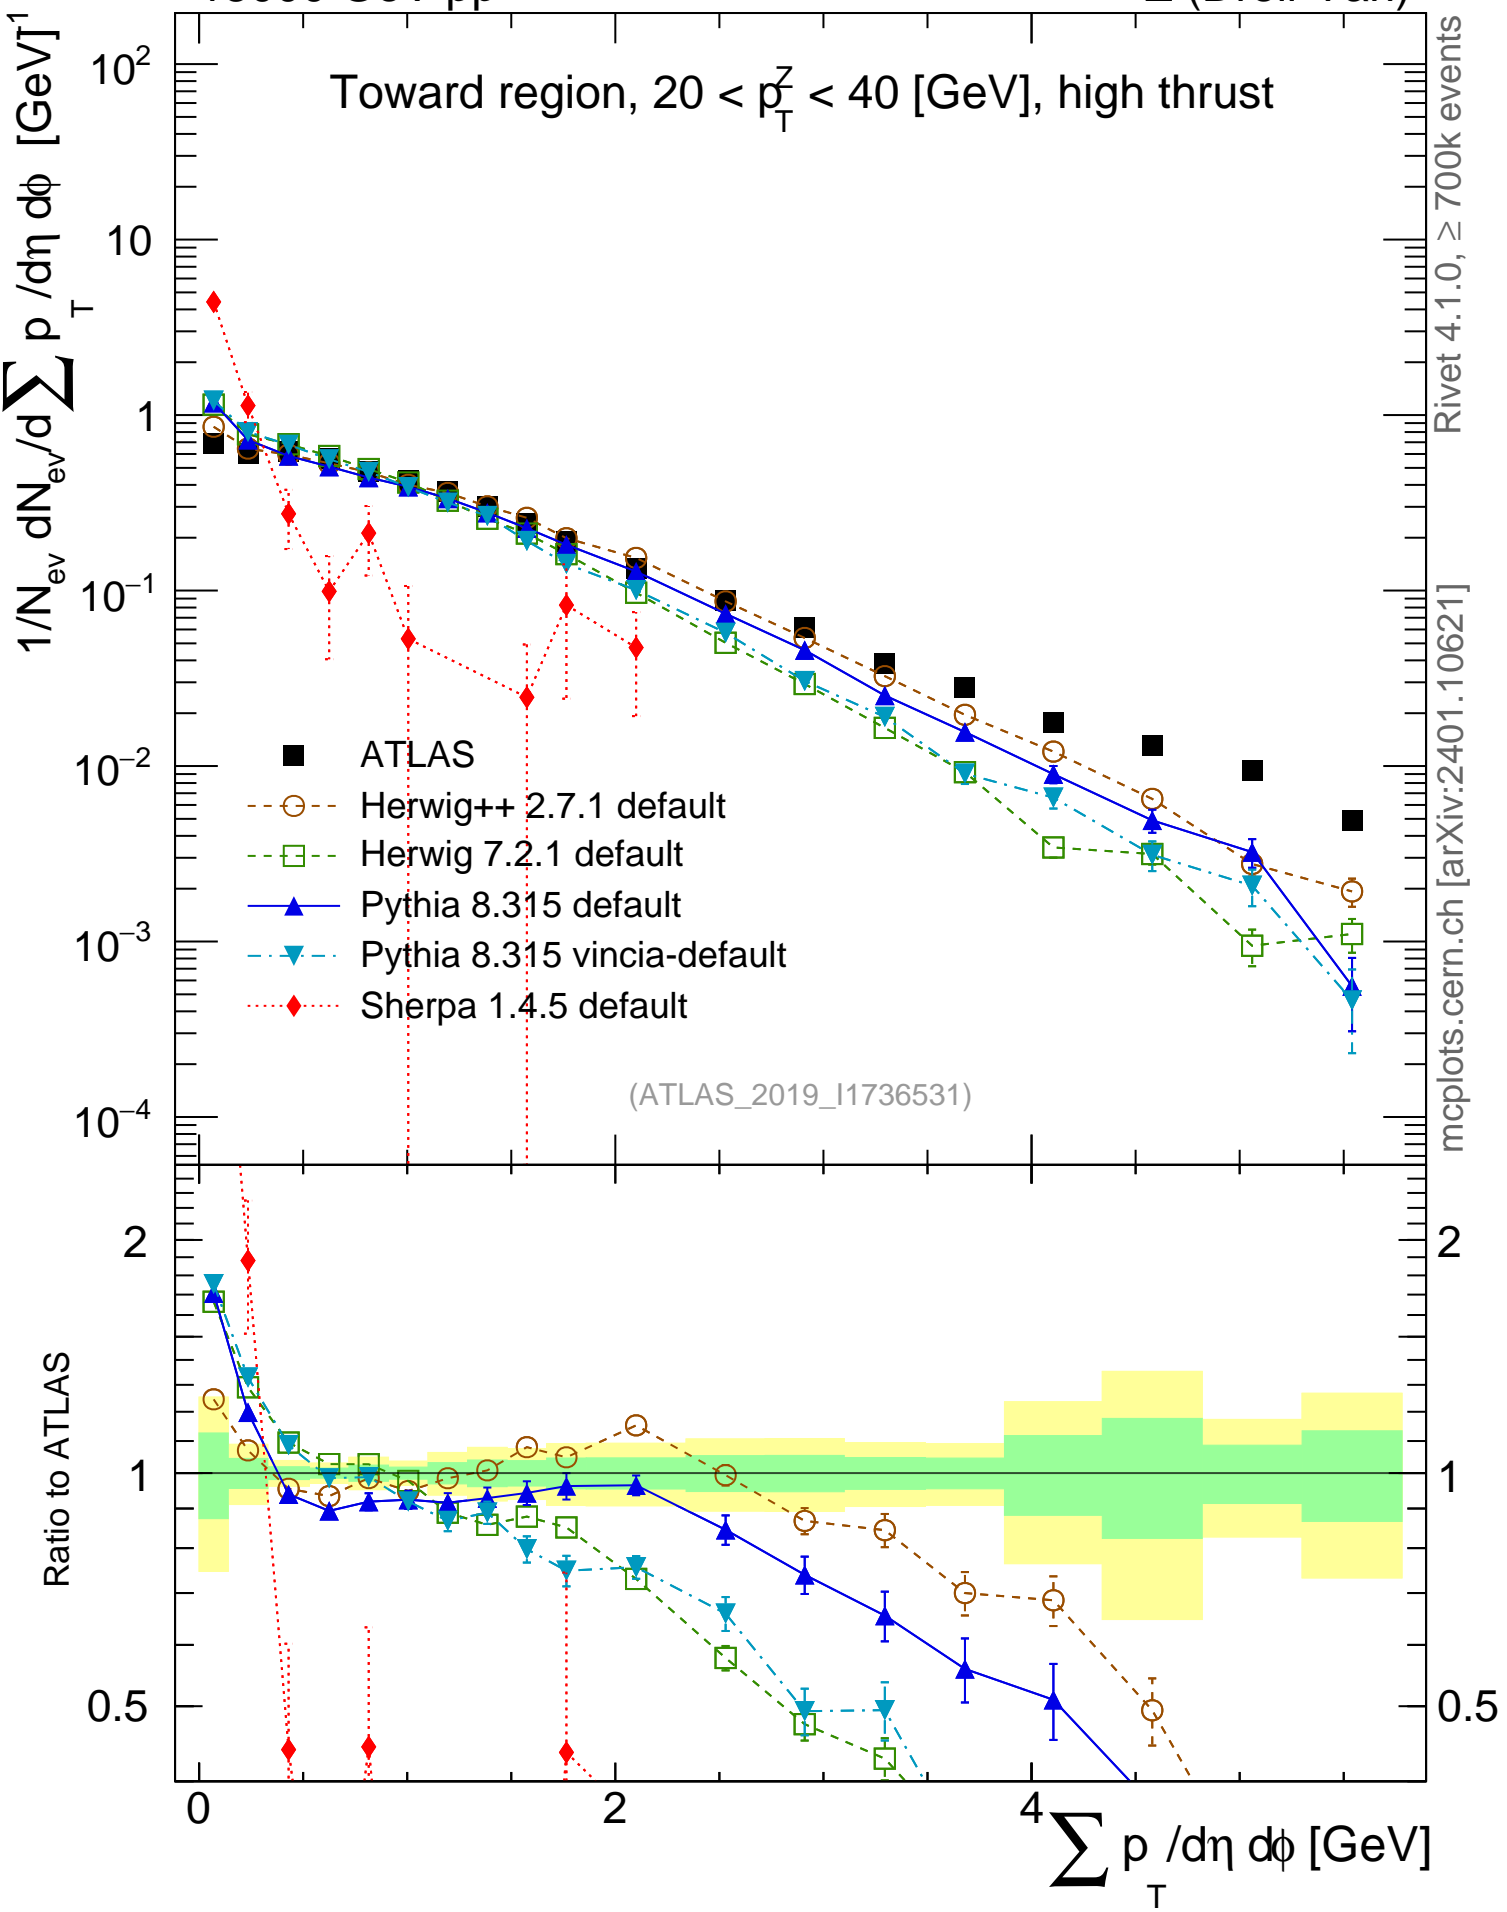 Toward region, 20 < p_T^Z < 40 [GeV], high thrust
1/N_ev dN_ev/d∑ p_T/dη dϕ [GeV]^-1
10^2
10
1
10^−1
10^−2
10^−3
10^−4
ATLAS
Herwig++ 2.7.1 default
Herwig 7.2.1 default
Pythia 8.315 default
Pythia 8.315 vincia-default
Sherpa 1.4.5 default
(ATLAS_2019_I1736531)
Rivet 4.1.0, ≥ 700k events
mcplots.cern.ch [arXiv:2401.10621]
Ratio to ATLAS
2
1
0.5
2
1
0.5
0
2
4
∑ p_T/dη dϕ [GeV]